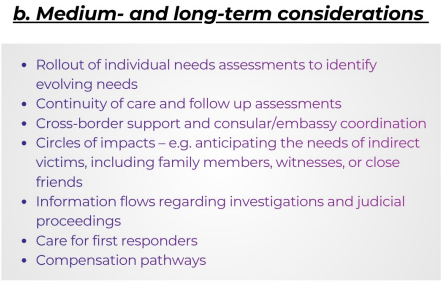 b. Medium- and long-term considerations
• Rollout of individual needs assessments to identify
evolving needs
• Continuity of care and follow up assessments
• Cross-border support and consular/embassy coordination
• Circles of impacts – e.g. anticipating the needs of indirect
victims, including family members, witnesses, or close
friends
• Information flows regarding investigations and judicial
proceedings
• Care for first responders
• Compensation pathways